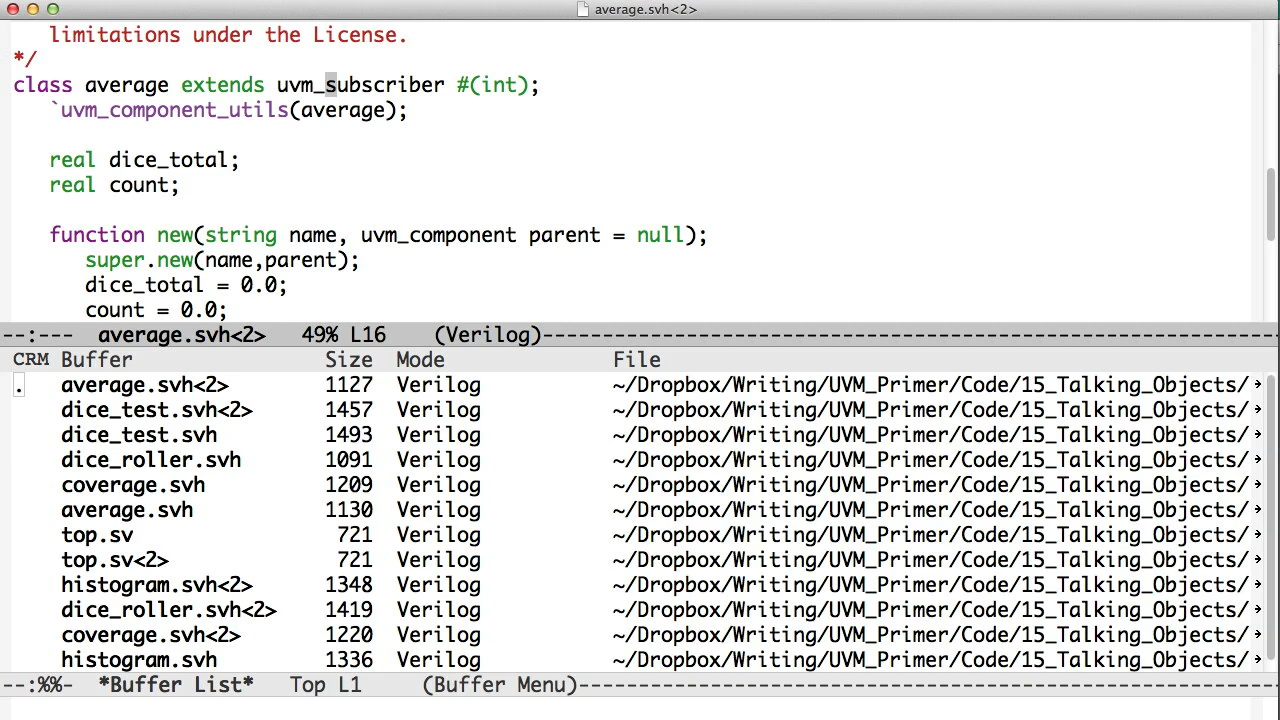 average.svh<2>
limitations under the License.
*/
class average extends uvm_subscriber #(int);
`uvm_component_utils(average);
real dice_total;
real count;
function new(string name, uvm_component parent = null);
super.new(name,parent);
dice_total = 0.0;
count = 0.0;
--:--- average.svh<2> 49% L16 (Verilog)--------------------------------------------------------------
CRM Buffer Size Mode File
. average.svh<2> 1127 Verilog ~/Dropbox/Writing/UVM_Primer/Code/15_Talking_Objects/
dice_test.svh<2> 1457 Verilog ~/Dropbox/Writing/UVM_Primer/Code/15_Talking_Objects/
dice_test.svh 1493 Verilog ~/Dropbox/Writing/UVM_Primer/Code/15_Talking_Objects/
dice_roller.svh 1091 Verilog ~/Dropbox/Writing/UVM_Primer/Code/15_Talking_Objects/
coverage.svh 1209 Verilog ~/Dropbox/Writing/UVM_Primer/Code/15_Talking_Objects/
average.svh 1130 Verilog ~/Dropbox/Writing/UVM_Primer/Code/15_Talking_Objects/
top.sv 721 Verilog ~/Dropbox/Writing/UVM_Primer/Code/15_Talking_Objects/
top.sv<2> 721 Verilog ~/Dropbox/Writing/UVM_Primer/Code/15_Talking_Objects/
histogram.svh<2> 1348 Verilog ~/Dropbox/Writing/UVM_Primer/Code/15_Talking_Objects/
dice_roller.svh<2> 1419 Verilog ~/Dropbox/Writing/UVM_Primer/Code/15_Talking_Objects/
coverage.svh<2> 1220 Verilog ~/Dropbox/Writing/UVM_Primer/Code/15_Talking_Objects/
histogram.svh 1336 Verilog ~/Dropbox/Writing/UVM_Primer/Code/15_Talking_Objects/
--:%%- *Buffer List* Top L1 (Buffer Menu)-----------------------------------------------------------